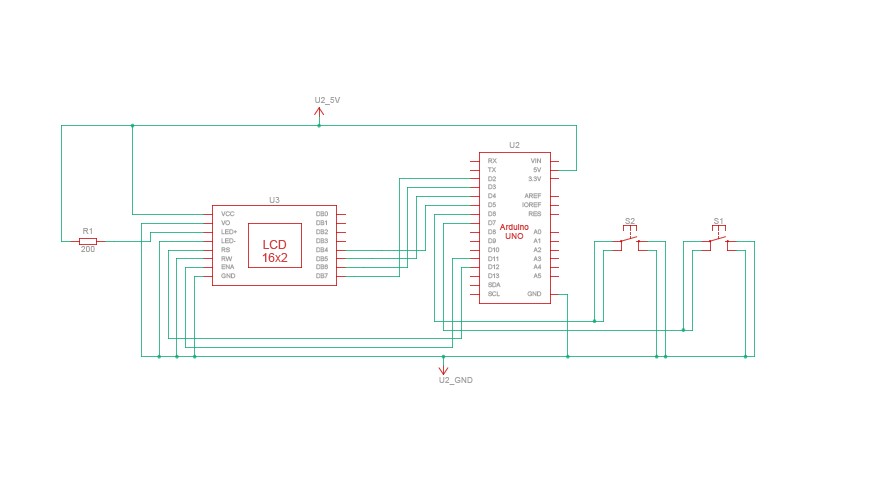 U2_5V
U2
RX
VIN
TX
5V
D2
3.3V
D3
D4
AREF
D5
IOREF
D6
RES
D7
D8
A0
D9
A1
D10
A2
D11
A3
D12
A4
D13
A5
SDA
SCL
GND
Arduino
UNO
U3
VCC
DB0
VO
DB1
LED+
DB2
LED-
DB3
RS
DB4
RW
DB5
ENA
DB6
GND
DB7
LCD
16x2
R1
200
S2
S1
U2_GND